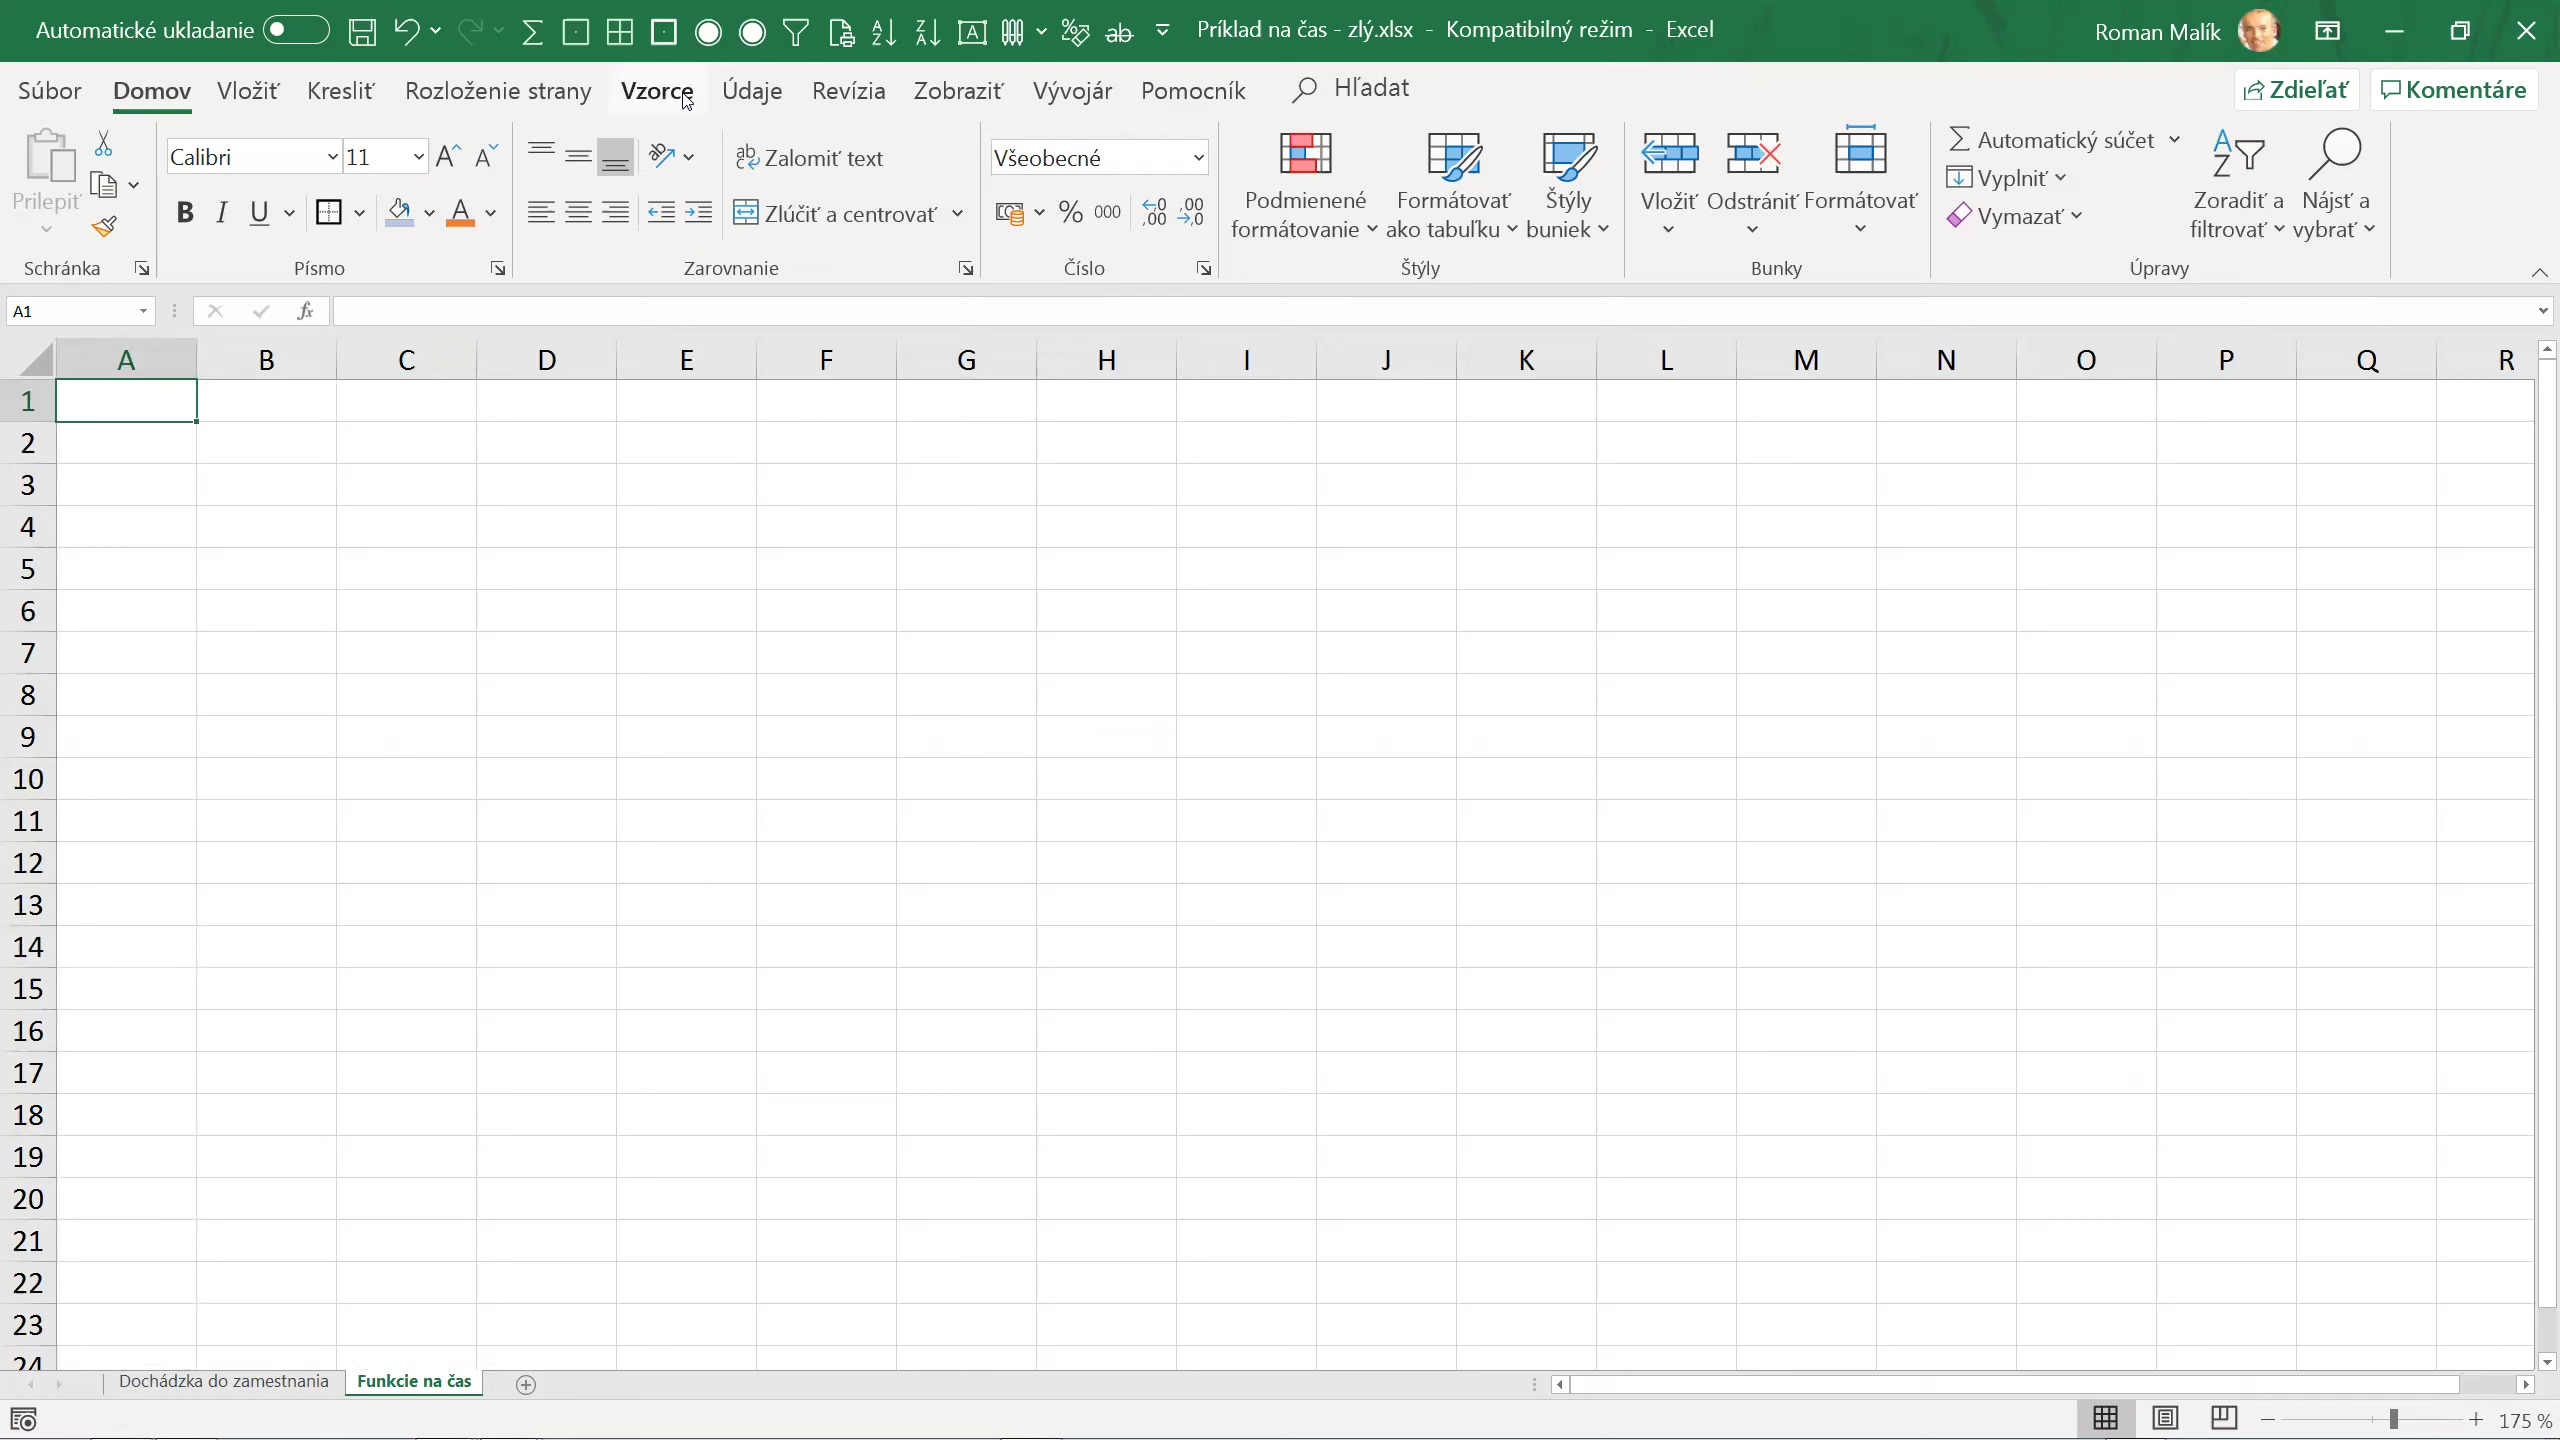 Automatické ukladanie
Príklad na čas - zlý.xlsx - Kompatibilný režim - Excel
Roman Malík
Súbor Domov Vložiť Kresliť Rozloženie strany Vzorce Údaje Revízia Zobraziť Vývojár Pomocník Hľadať
Zdieľať Komentáre
Prilepiť
Schránka
Calibri 11
B I U
Písmo
Zalomiť text
Zlúčiť a centrovať
Zarovnanie
Všeobecné
% 000
Číslo
Podmienené formátovanie
Formátovať ako tabuľku
Štýly buniek
Štýly
Vložiť Odstrániť Formátovať
Bunky
Automatický súčet
Vyplniť
Vymazať
Zoradiť a filtrovať
Nájsť a vybrať
Úpravy
A1
fx
A B C D E F G H I J K L M N O P Q R
1
2
3
4
5
6
7
8
9
10
11
12
13
14
15
16
17
18
19
20
21
22
23
24
Dochádzka do zamestnania Funkcie na čas
175 %